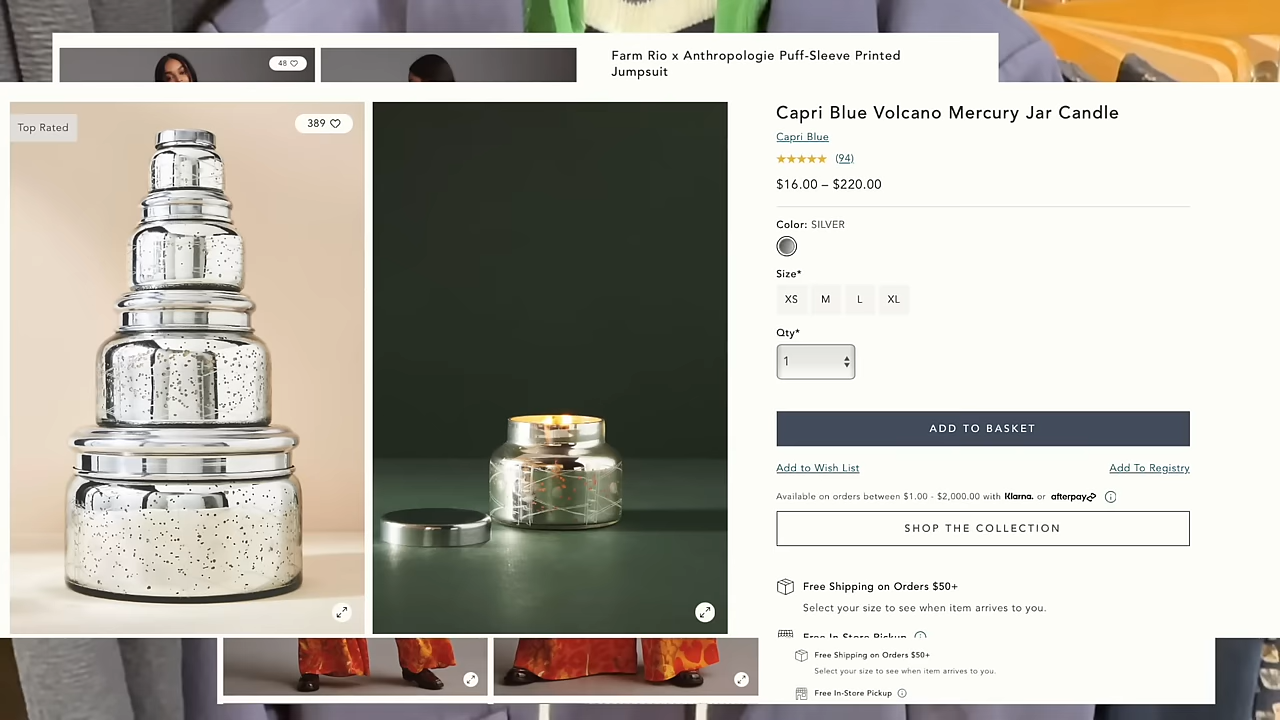 48
Farm Rio x Anthropologie Puff-Sleeve Printed
Jumpsuit
Top Rated
389
Capri Blue Volcano Mercury Jar Candle
Capri Blue
(94)
$16.00 – $220.00
Color: SILVER
Size*
XS M L XL
Qty*
1
ADD TO BASKET
Add to Wish List
Add To Registry
Available on orders between $1.00 - $2,000.00 with Klarna. or afterpay
SHOP THE COLLECTION
Free Shipping on Orders $50+
Select your size to see when item arrives to you.
Free In-Store Pickup
Free Shipping on Orders $50+
Select your size to see when item arrives to you.
Free In-Store Pickup